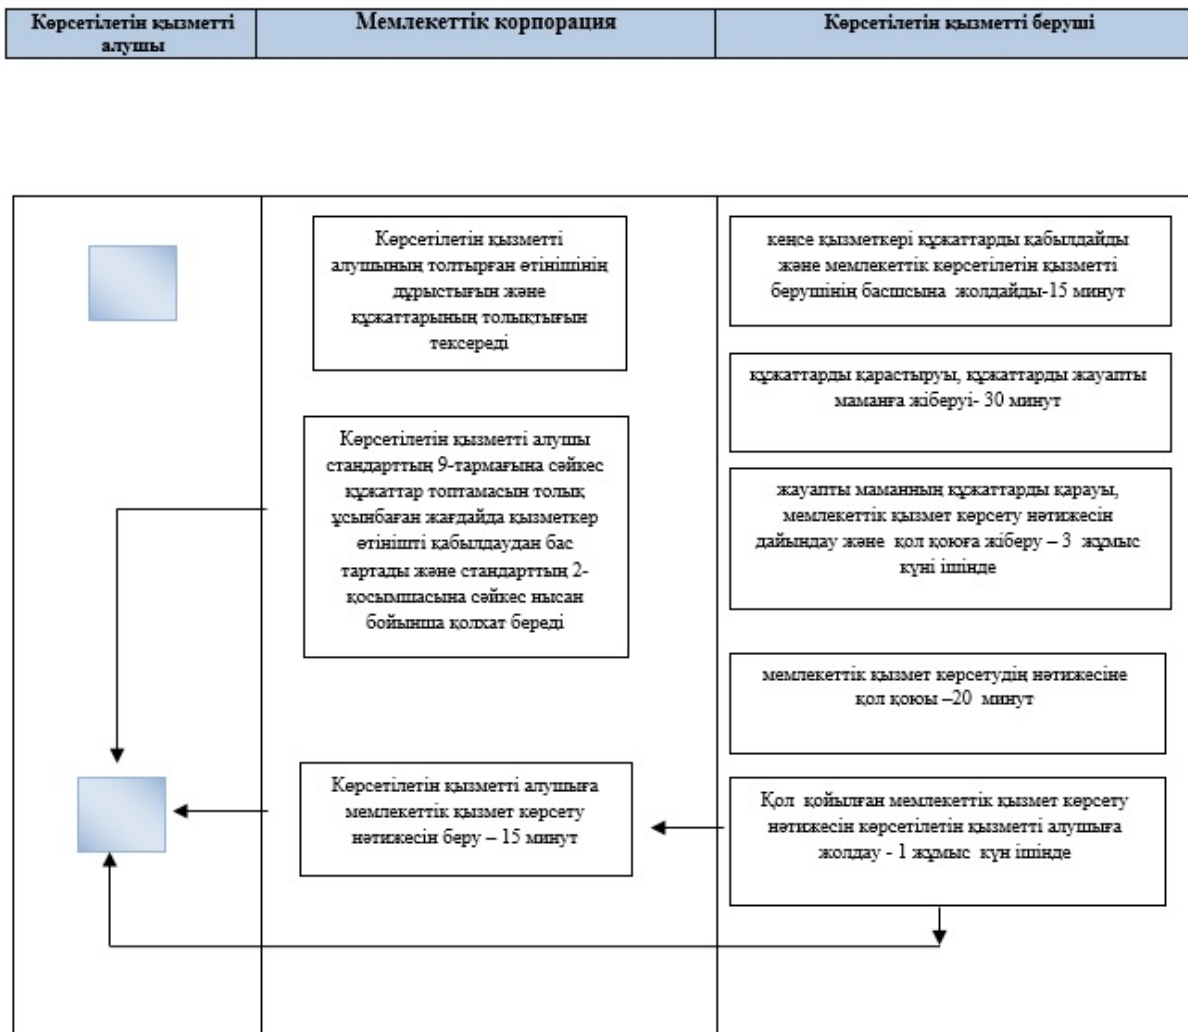 Көрсетілетін қызметті
алушы
Мемлекеттік корпорация
Көрсетілетін қызметті беруші
Көрсетілетін қызметті
алушының толтырған өтінішінің
дұрыстығын және
құжаттарының толықтығын
тексереді
Көрсетілетін қызметті алушы
стандарттың 9-тармағына сәйкес
құжаттар топтамасын толық
ұсынбаған жағдайда қызметкер
өтінішті қабылдаудан бас
тартады және стандарттың 2-
қосымшасына сәйкес нысан
бойынша қолхат береді
Көрсетілетін қызметті алушыға
мемлекеттік қызмет көрсету
нәтижесін беру – 15 минут
кеңсе қызметкері құжаттарды қабылдайды
және мемлекеттік көрсетілетін қызметті
берушінің басшсына жолдайды-15 минут
құжаттарды қарастыруы, құжаттарды жауапты
маманға жіберуі- 30 минут
жауапты маманның құжаттарды қарауы,
мемлекеттік қызмет көрсету нәтижесін
дайындау және қол қоюға жіберу – 3 жұмыс
күні ішінде
мемлекеттік қызмет көрсетудің нәтижесіне
қол қоюы –20 минут
Қол қойылған мемлекеттік қызмет көрсету
нәтижесін көрсетілетін қызметті алушыға
жолдау - 1 жұмыс күн ішінде